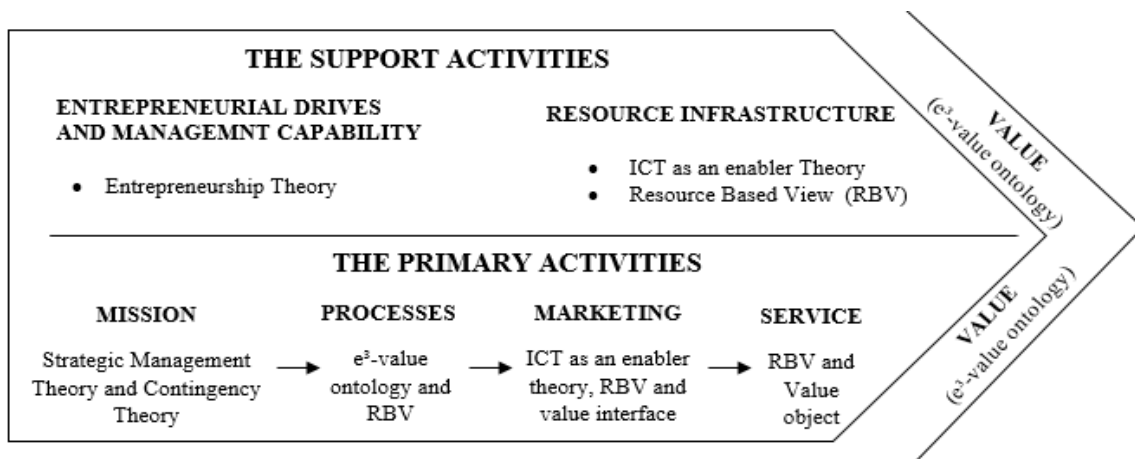 THE SUPPORT ACTIVITIES
ENTREPRENEURIAL DRIVES
AND MANAGEMNT CAPABILITY
• Entrepreneurship Theory
RESOURCE INFRASTRUCTURE
• ICT as an enabler Theory
• Resource Based View (RBV)
VALUE
(e³-value ontology)
THE PRIMARY ACTIVITIES
MISSION
Strategic Management
Theory and Contingency
Theory
PROCESSES
e³-value
ontology and
RBV
MARKETING
ICT as an enabler
theory, RBV and
value interface
SERVICE
RBV and
Value
object
VALUE
(e³-value ontology)